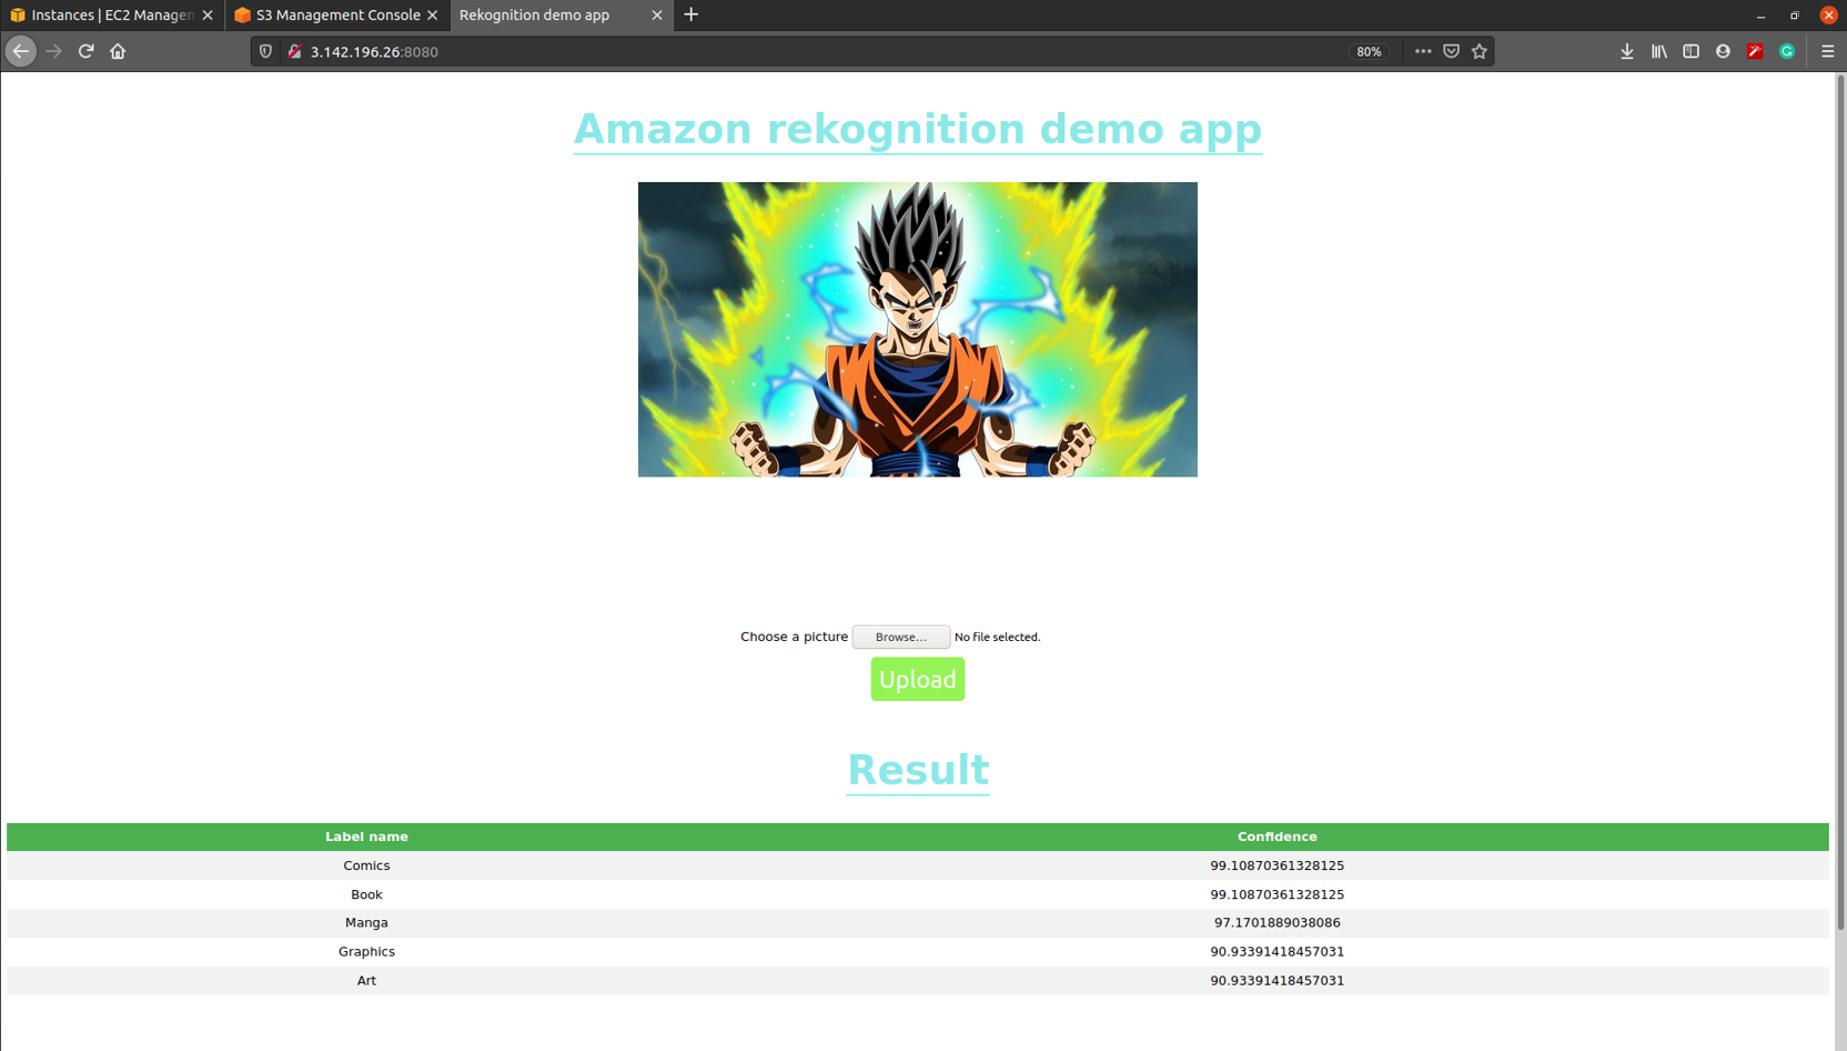 Instances | EC2 Managem
S3 Management Console
Rekognition demo app
3.142.196.26:8080
80%
Amazon rekognition demo app
Choose a picture Browse... No file selected.
Upload
Result
Label name Confidence
Comics 99.10870361328125
Book 99.10870361328125
Manga 97.1701889038086
Graphics 90.93391418457031
Art 90.93391418457031